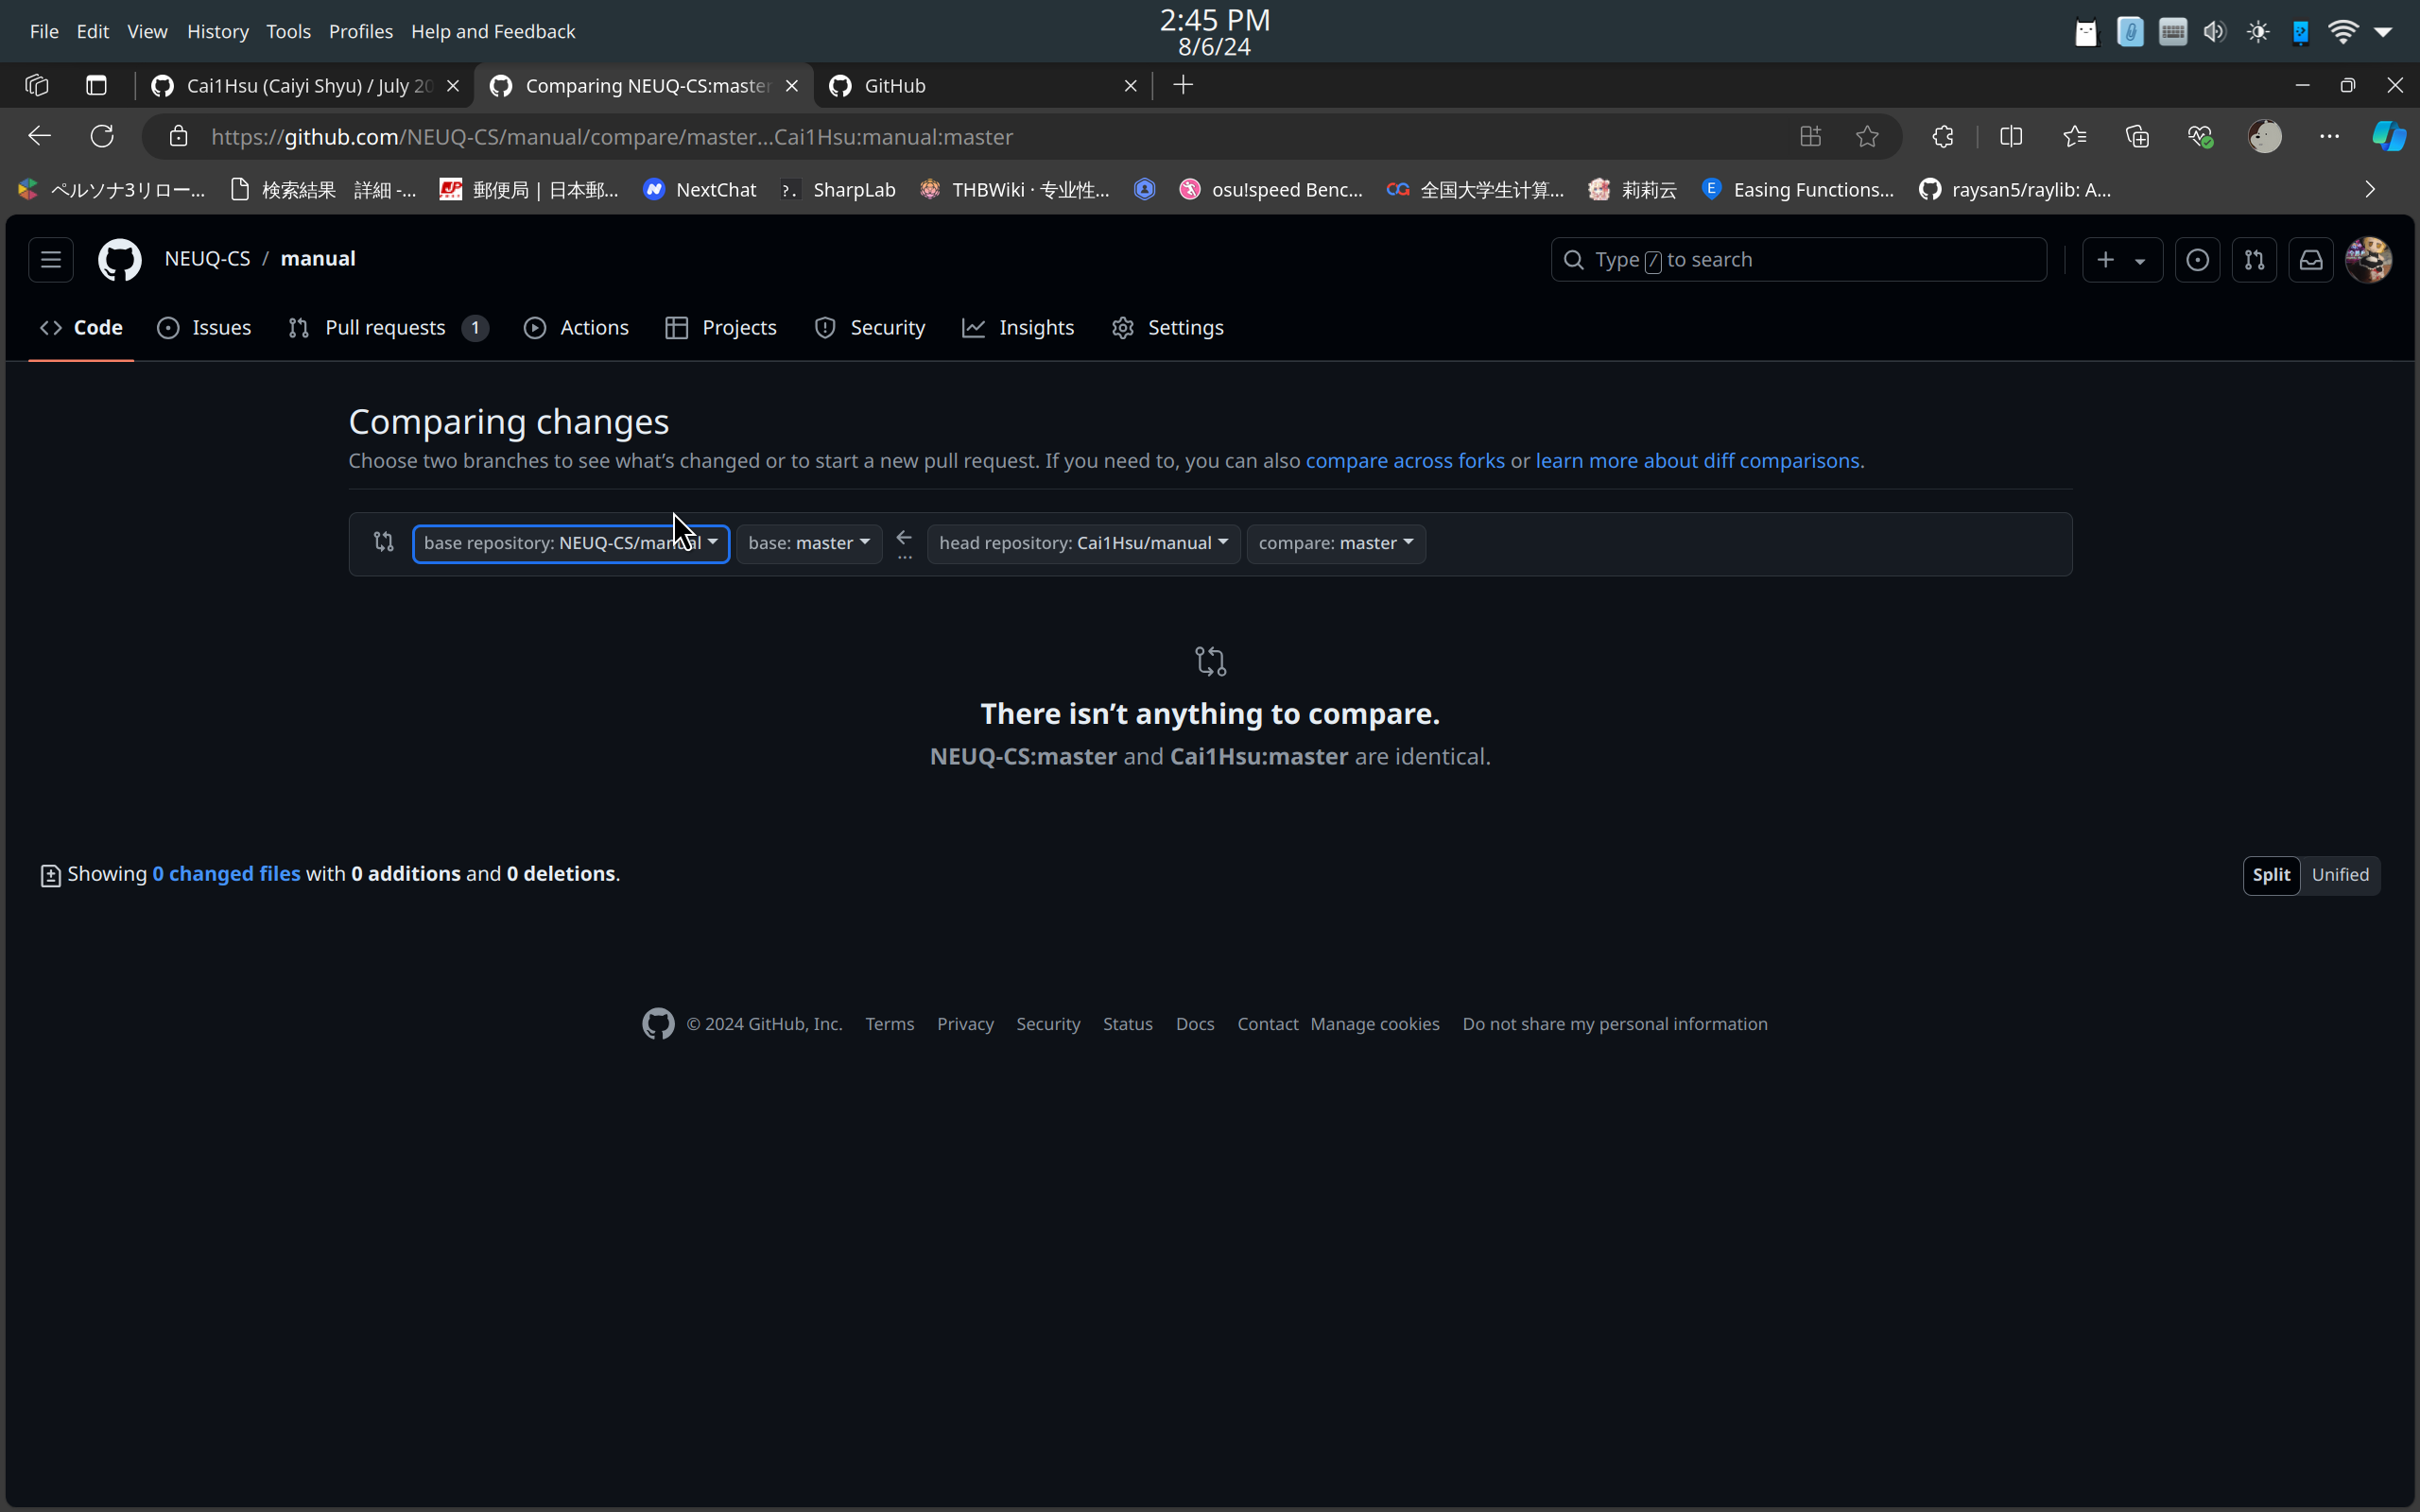 File Edit View History Tools Profiles Help and Feedback
2:45 PM
8/6/24
Cai1Hsu (Caiyi Shyu) / July 20
Comparing NEUQ-CS:master
GitHub
https://github.com/NEUQ-CS/manual/compare/master...Cai1Hsu:manual:master
ペルソナ3リロー... 検索結果 詳細 -... 郵便局 | 日本郵... NextChat SharpLab THBWiki · 专业性... osu!speed Benc... 全国大学生计算... 莉莉云 Easing Functions... raysan5/raylib: A...
NEUQ-CS / manual
Type / to search
Code Issues Pull requests 1 Actions Projects Security Insights Settings
Comparing changes
Choose two branches to see what's changed or to start a new pull request. If you need to, you can also compare across forks or learn more about diff comparisons.
base repository: NEUQ-CS/manual base: master ← ... head repository: Cai1Hsu/manual compare: master
There isn't anything to compare.
NEUQ-CS:master and Cai1Hsu:master are identical.
Showing 0 changed files with 0 additions and 0 deletions.
Split Unified
© 2024 GitHub, Inc. Terms Privacy Security Status Docs Contact Manage cookies Do not share my personal information